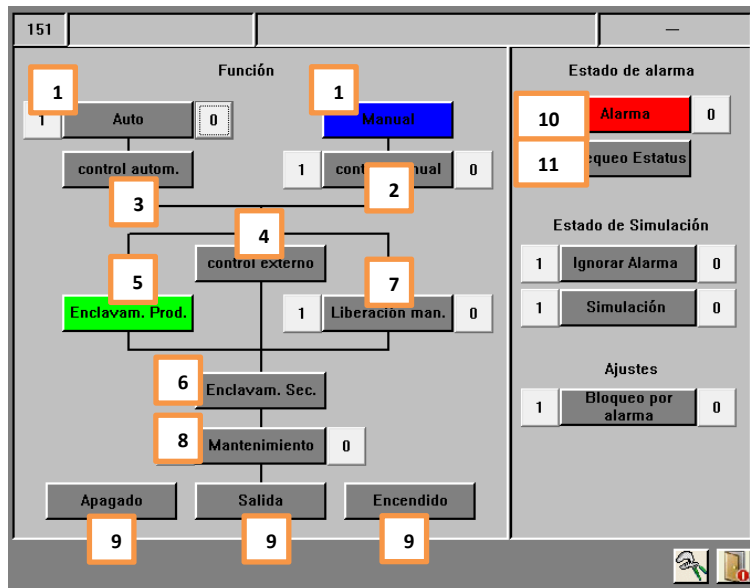 151
—
Función
1
1
Auto
0
1
Manual
control autom.
1
0
3
2
4
control externo
5
Enclavam. Prod.
7
1
Liberación man.
0
6
Enclavam. Sec.
8
Mantenimiento
0
Apagado
Salida
Encendido
9
9
9
Estado de alarma
10
Alarma
0
11
Estatus
Estado de Simulación
1
Ignorar Alarma
0
1
Simulación
0
Ajustes
1
Bloqueo por
alarma
0